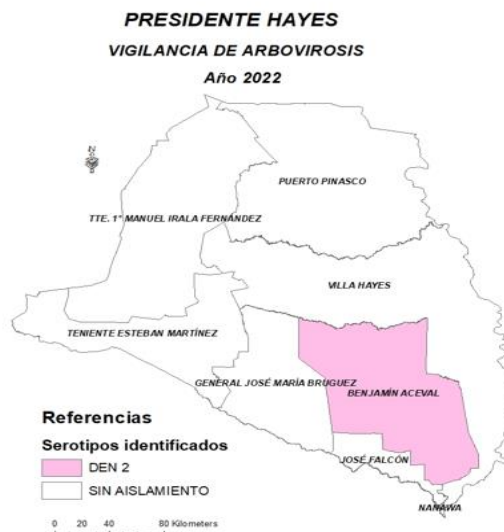 PRESIDENTE HAYES
VIGILANCIA DE ARBOVIROSIS
Año 2022
N
PUERTO PINASCO
TTE. 1° MANUEL IRALA FERNÁNDEZ
VILLA HAYES
TENIENTE ESTEBAN MARTÍNEZ
GENERAL JOSÉ MARÍA BRUGUEZ
BENJAMÍN ACEVAL
JOSÉ FALCÓN
NANAWA
Referencias
Serotipos identificados
DEN 2
SIN AISLAMIENTO
0 20 40 80 Kilometers